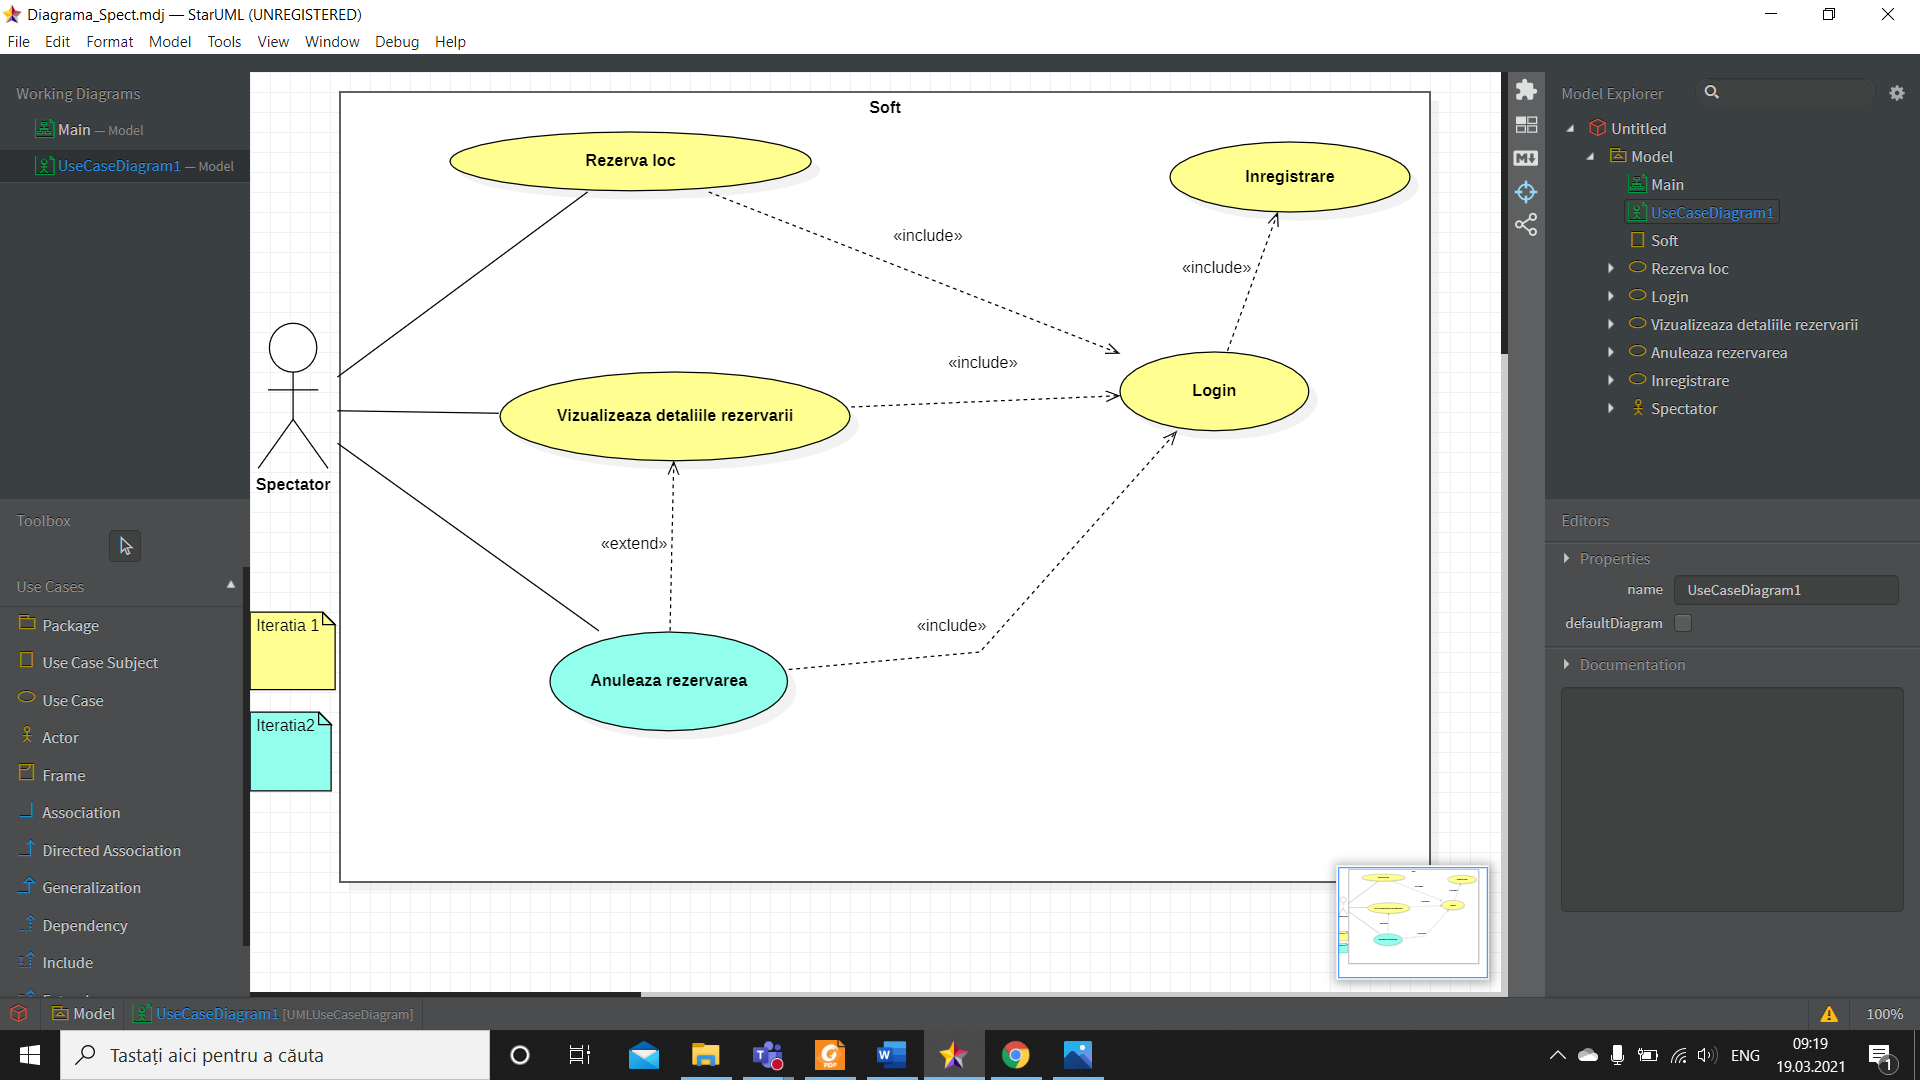 Diagrama_Spect.mdj — StarUML (UNREGISTERED)
File Edit Format Model Tools View Window Debug Help
Working Diagrams
Main — Model
UseCaseDiagram1 — Model
Toolbox
Use Cases
Package
Use Case Subject
Use Case
Actor
Frame
Association
Directed Association
Generalization
Dependency
Include
Soft
Rezerva loc
Inregistrare
«include»
«include»
«include»
Login
Vizualizeaza detaliile rezervarii
Spectator
«extend»
«include»
Iteratia 1
Anuleaza rezervarea
Iteratia2
Model Explorer
Untitled
Model
Main
UseCaseDiagram1
Soft
Rezerva loc
Login
Vizualizeaza detaliile rezervarii
Anuleaza rezervarea
Inregistrare
Spectator
Editors
Properties
name UseCaseDiagram1
defaultDiagram
Documentation
Model UseCaseDiagram1 [UMLUseCaseDiagram]
100%
Tastați aici pentru a căuta
ENG
09:19
19.03.2021
1